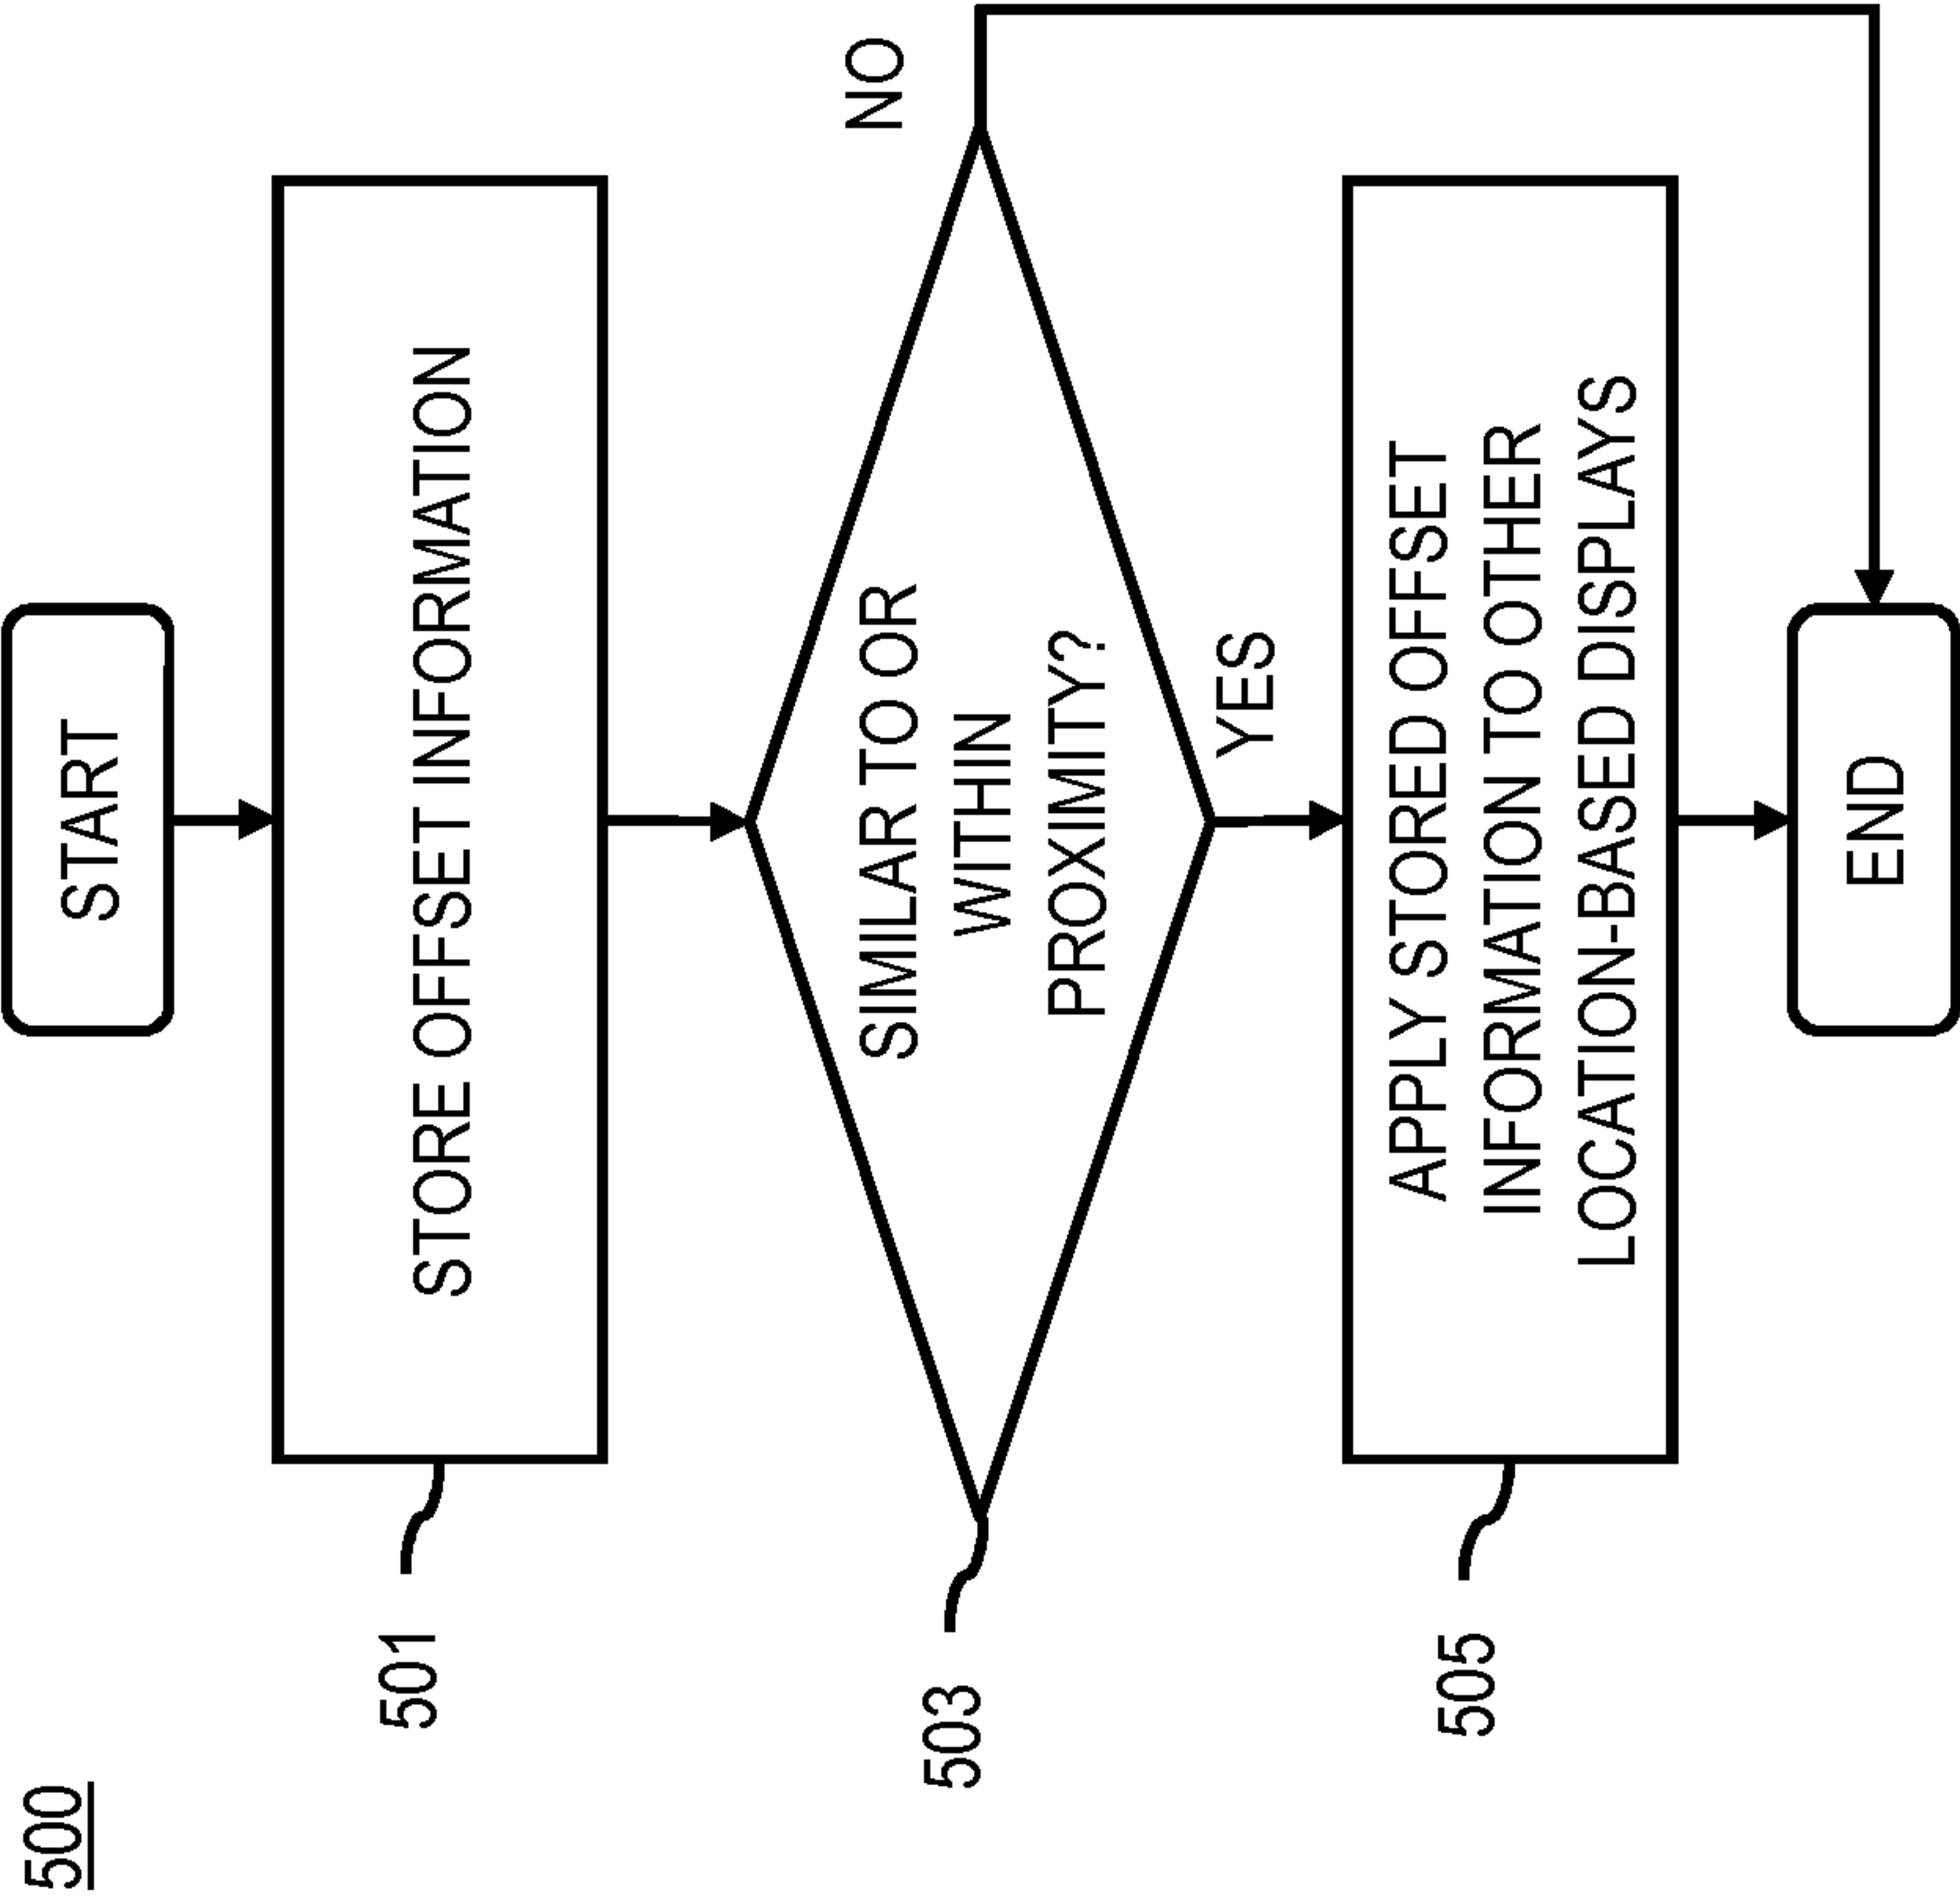 500
START
501
STORE OFFSET INFORMATION
503
SIMILAR TO OR
WITHIN
PROXIMITY?
NO
YES
505
APPLY STORED OFFSET
INFORMATION TO OTHER
LOCATION-BASED DISPLAYS
END